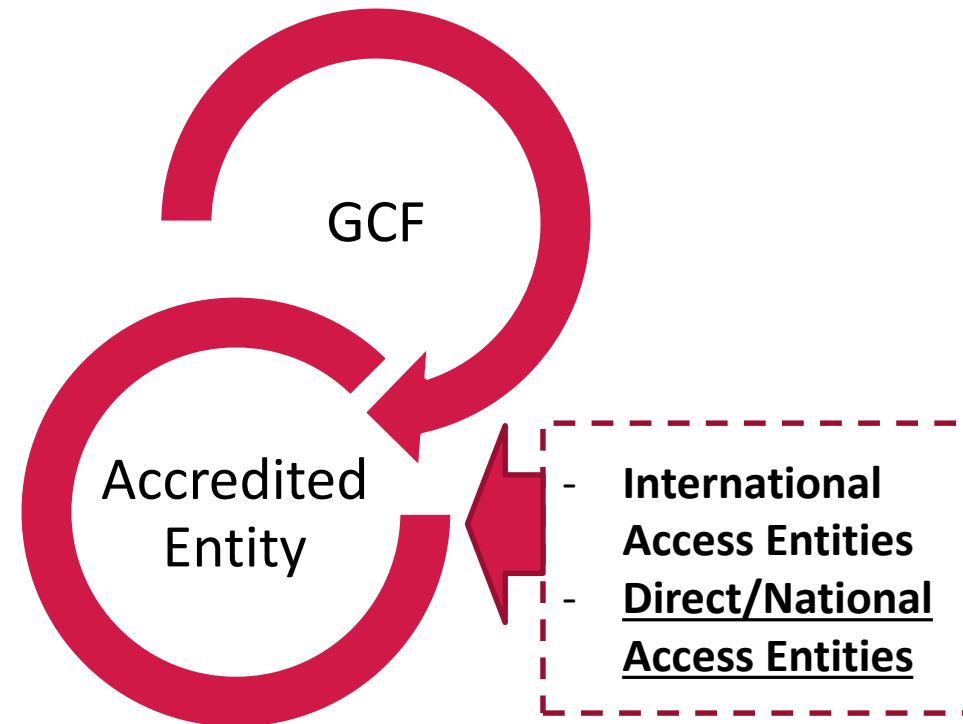 GCF
Accredited
Entity
- International
Access Entities
- Direct/National
Access Entities